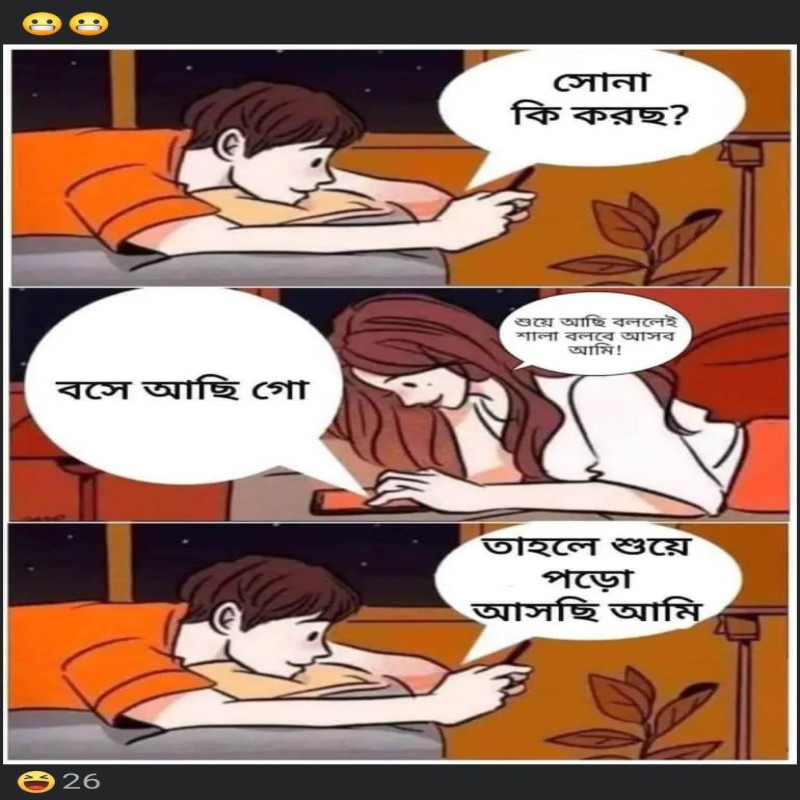 😬😬
সোনা
কি করছ?
শুয়ে আছি বললেই
শালা বলবে আসব
আমি!
বসে আছি গো
তাহলে শুয়ে
পড়ো
আসছি আমি
😆 26